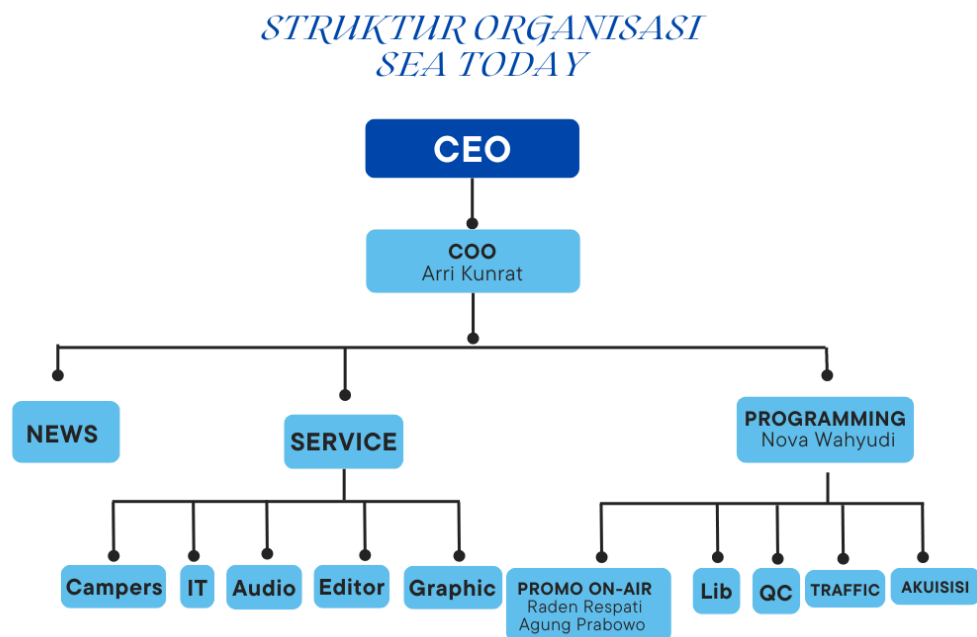 STRUKTUR ORGANISASI
SEA TODAY
CEO
COO
Arri Kunrat
NEWS
SERVICE
PROGRAMMING
Nova Wahyudi
Campers
IT
Audio
Editor
Graphic
PROMO ON-AIR
Raden Respati
Agung Prabowo
Lib
QC
TRAFFIC
AKUISISI